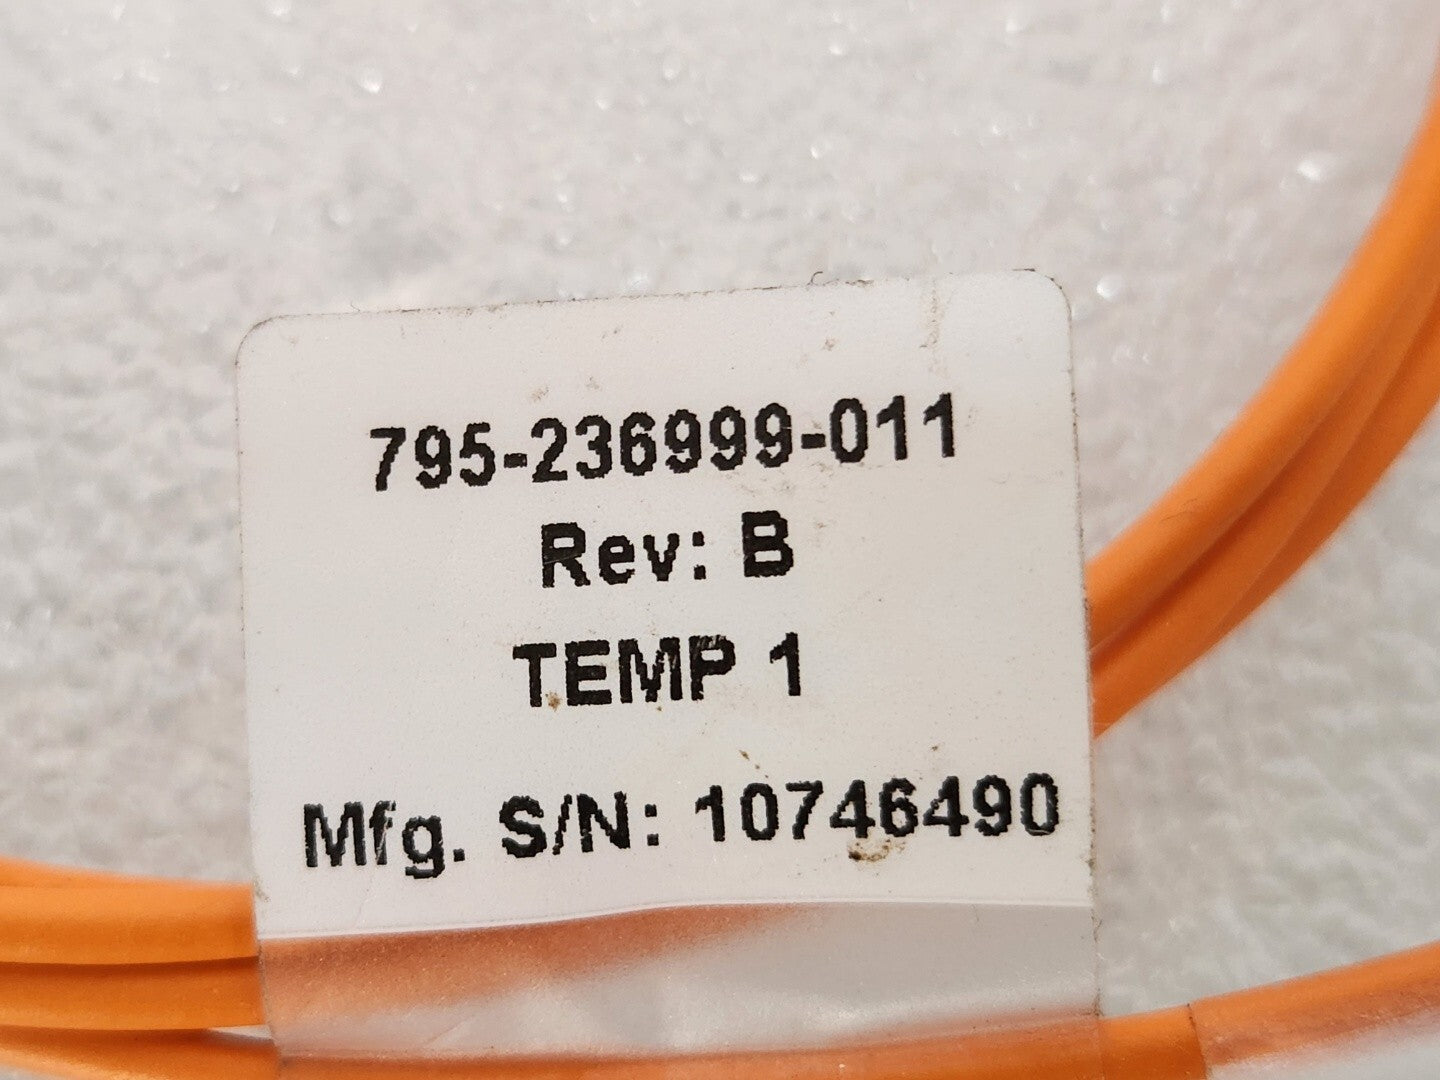 795-236999-011
Rev: B
TEMP 1
Mfg. S/N: 10746490